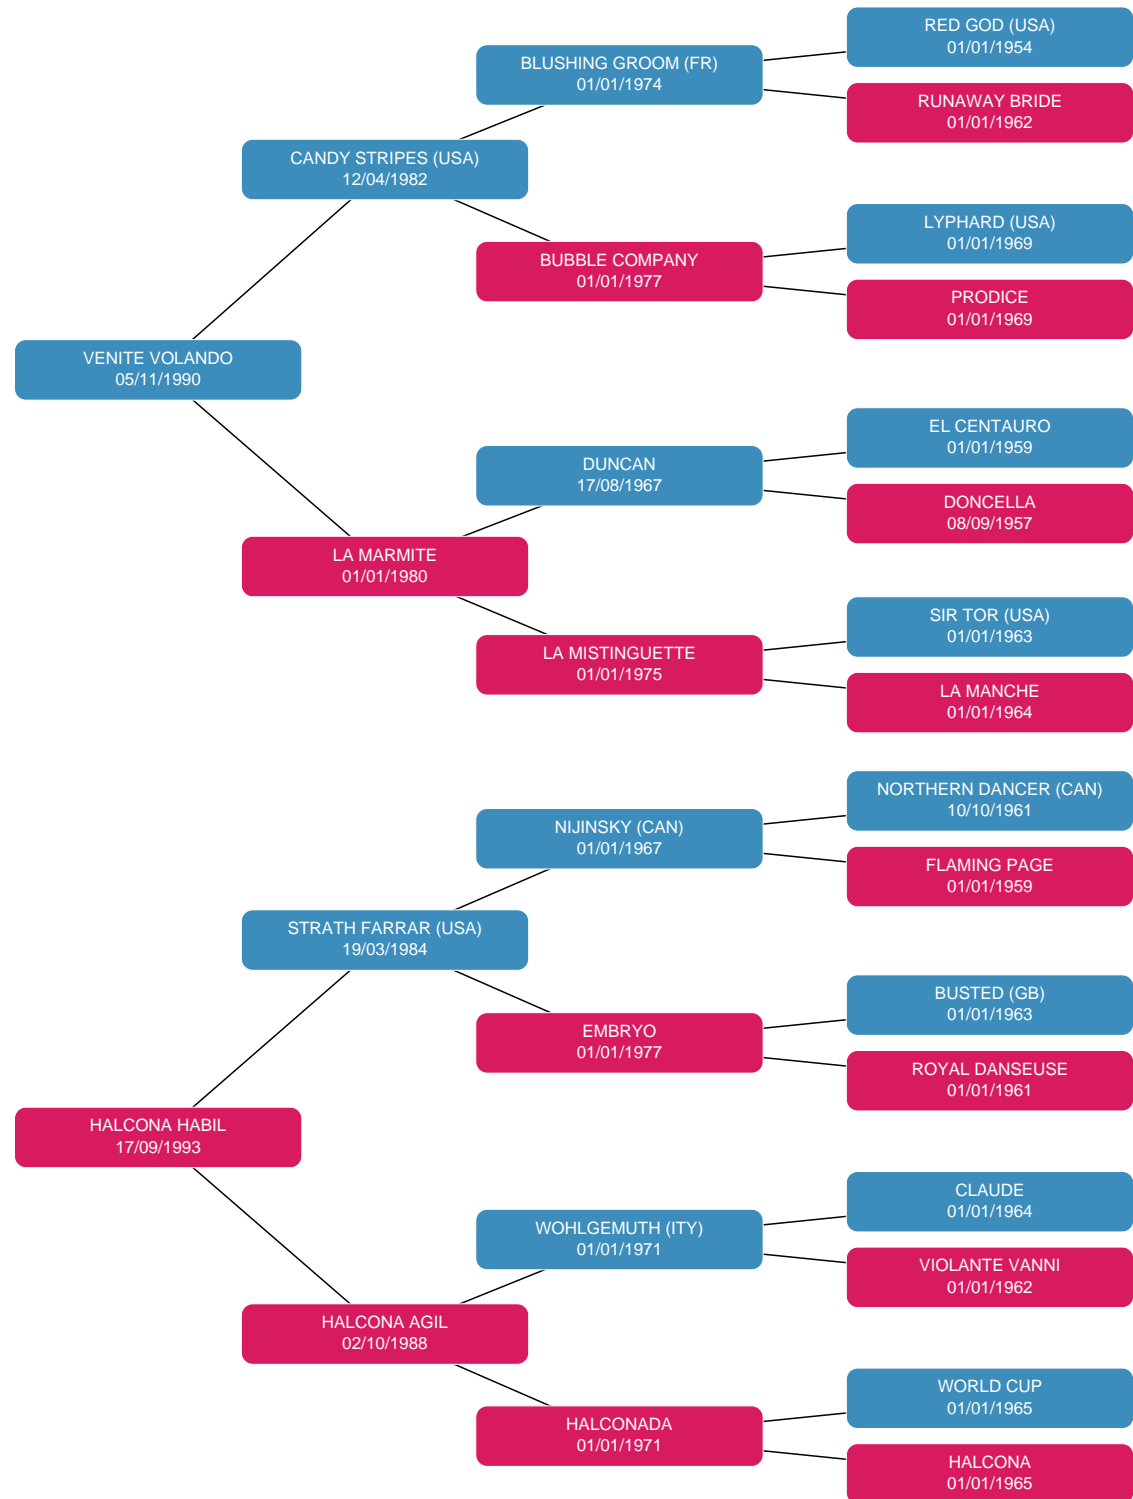 RED GOD (USA)
01/01/1954
BLUSHING GROOM (FR)
01/01/1974
RUNAWAY BRIDE
01/01/1962
CANDY STRIPES (USA)
12/04/1982
LYPHARD (USA)
01/01/1969
BUBBLE COMPANY
01/01/1977
PRODICE
01/01/1969
VENITE VOLANDO
05/11/1990
EL CENTAURO
01/01/1959
DUNCAN
17/08/1967
DONCELLA
08/09/1957
LA MARMITE
01/01/1980
SIR TOR (USA)
01/01/1963
LA MISTINGUETTE
01/01/1975
LA MANCHE
01/01/1964
NORTHERN DANCER (CAN)
10/10/1961
NIJINSKY (CAN)
01/01/1967
FLAMING PAGE
01/01/1959
STRATH FARRAR (USA)
19/03/1984
BUSTED (GB)
01/01/1963
EMBRYO
01/01/1977
ROYAL DANSEUSE
01/01/1961
HALCONA HABIL
17/09/1993
CLAUDE
01/01/1964
WOHLGEMUTH (ITY)
01/01/1971
VIOLANTE VANNI
01/01/1962
HALCONA AGIL
02/10/1988
WORLD CUP
01/01/1965
HALCONADA
01/01/1971
HALCONA
01/01/1965